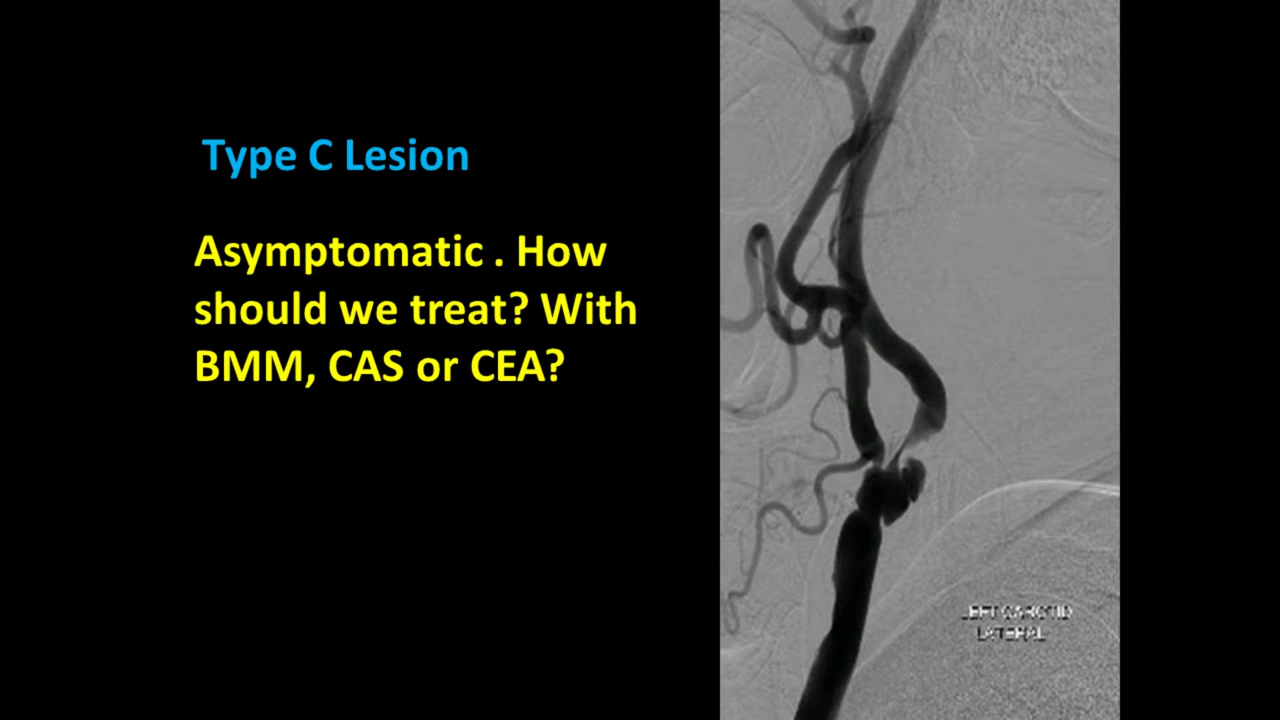 Type C Lesion
Asymptomatic . How
should we treat? With
BMM, CAS or CEA?
LEFT CAROTID
LATERAL